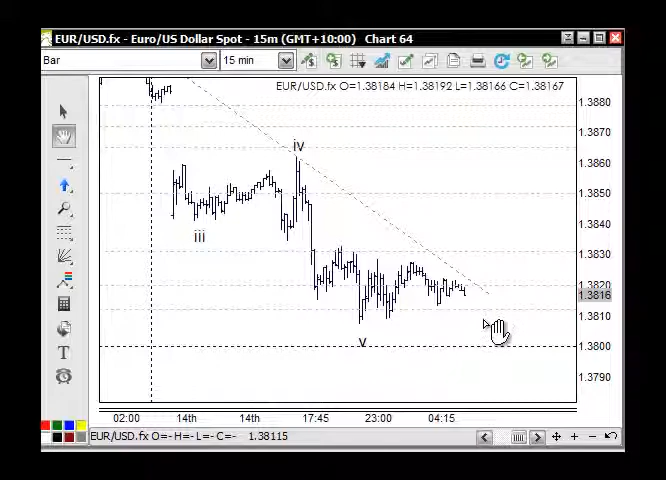 EUR/USD.fx - Euro/US Dollar Spot - 15m (GMT+10:00) Chart 64
Bar 15 min
EUR/USD.fx O=1.38184 H=1.38192 L=1.38166 C=1.38167
1.3880
1.3870
iv
1.3860
1.3850
1.3840
iii
1.3830
1.3820
1.3816
1.3810
v
1.3800
T
1.3790
02:00 14th 14th 17:45 23:00 04:15
EUR/USD.fx O=- H=- L=- C=- 1.38115